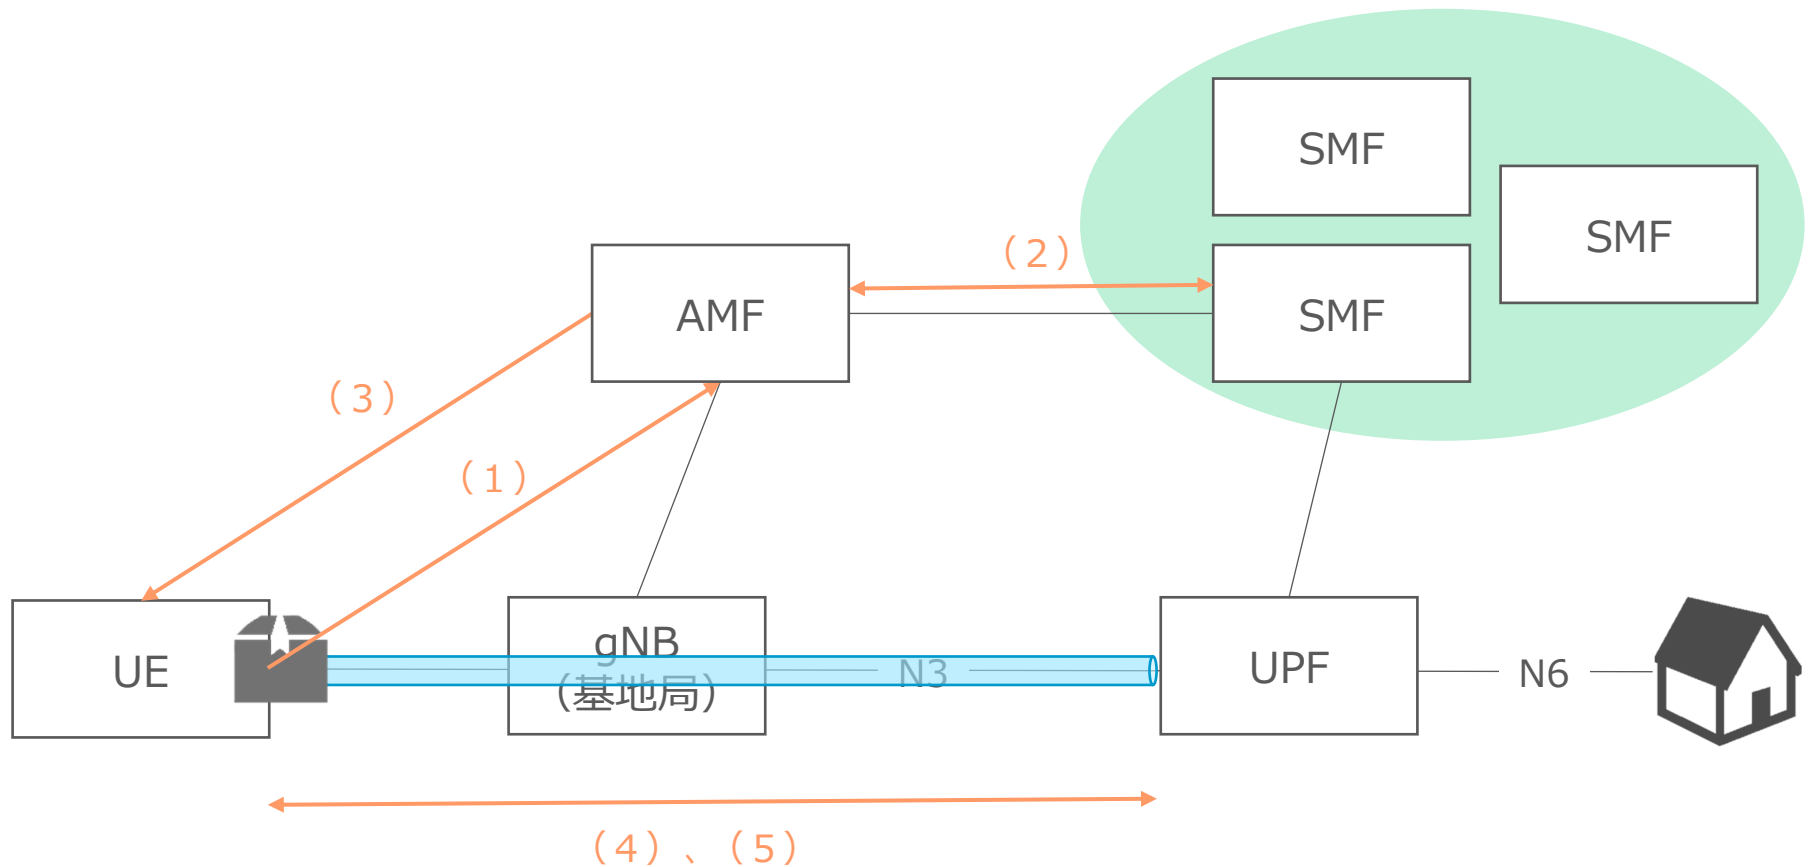 SMF
SMF
（２）
AMF
SMF
（３）
（１）
UE
gNB
(基地局)
N3
UPF
N6
（４）、（５）